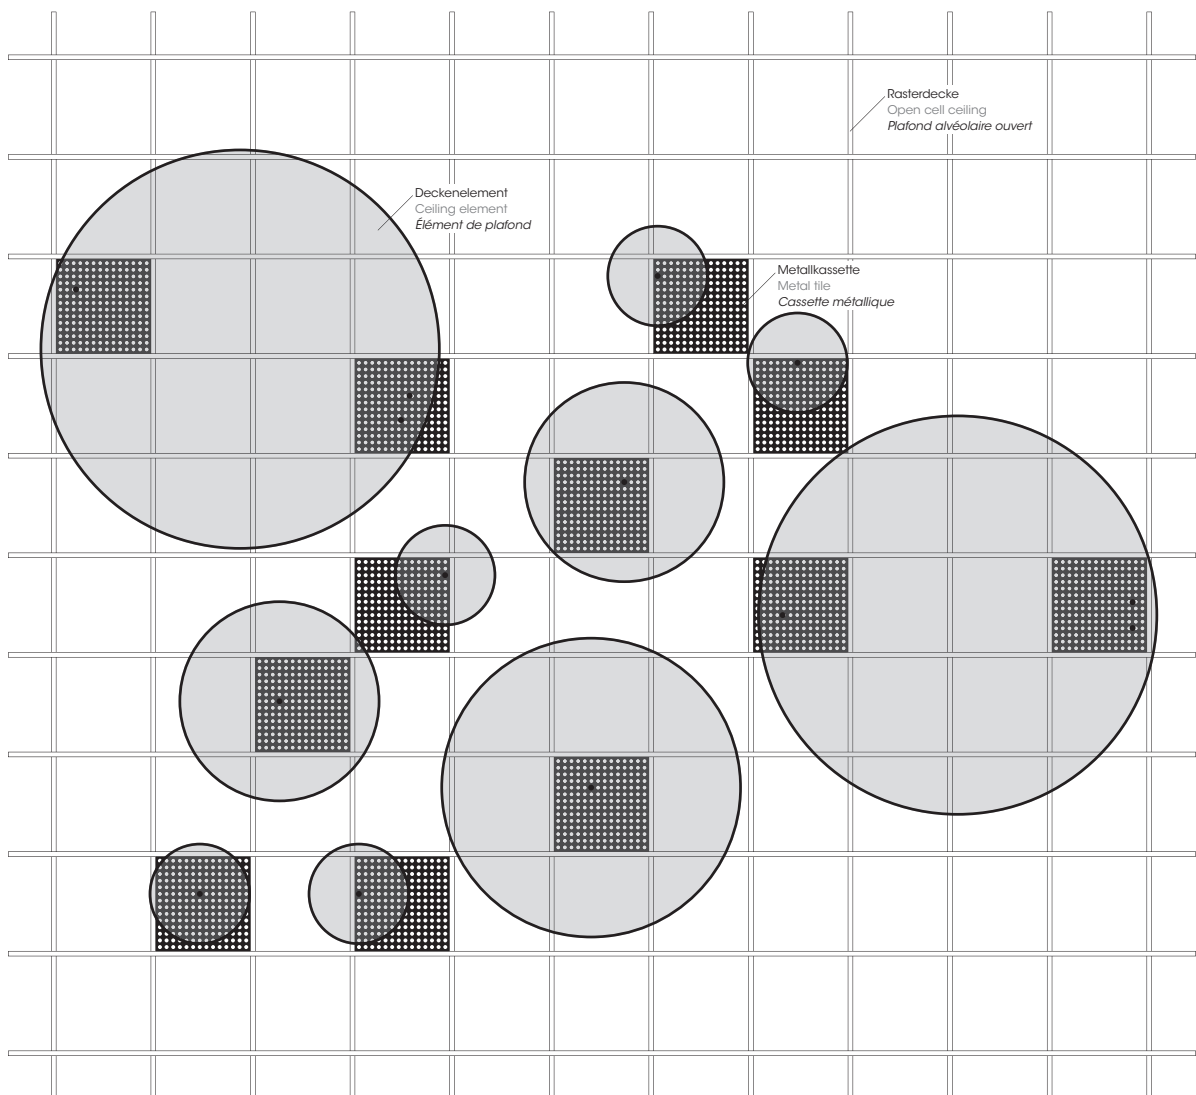 Rasterdecke
Open cell ceiling
Plafond alvéolaire ouvert
Deckenelement
Ceiling element
Élément de plafond
Metallkassette
Metal tile
Cassette métallique